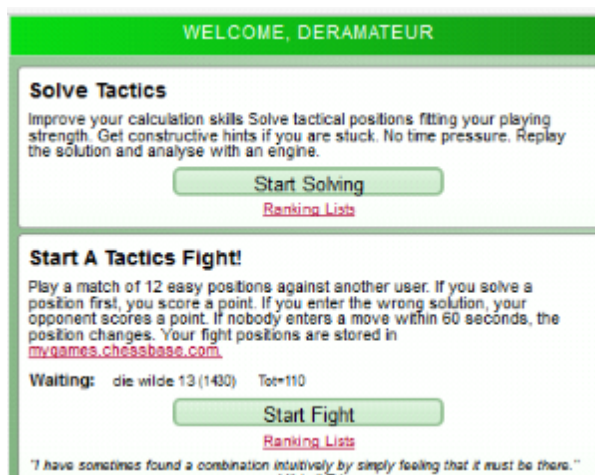 WELCOME, DERAMATEUR
Solve Tactics
Improve your calculation skills Solve tactical positions fitting your playing
strength. Get constructive hints if you are stuck. No time pressure. Replay
the solution and analyse with an engine.
Start Solving
Ranking Lists
Start A Tactics Fight!
Play a match of 12 easy positions against another user. If you solve a
position first, you score a point. If you enter the wrong solution, your
opponent scores a point. If nobody enters a move within 60 seconds, the
position changes. Your fight positions are stored in
mygames.chessbase.com.
Waiting: die wilde 13 (1430) Tot=110
Start Fight
Ranking Lists
"I have sometimes found a combination intuitively by simply feeling that it must be there."